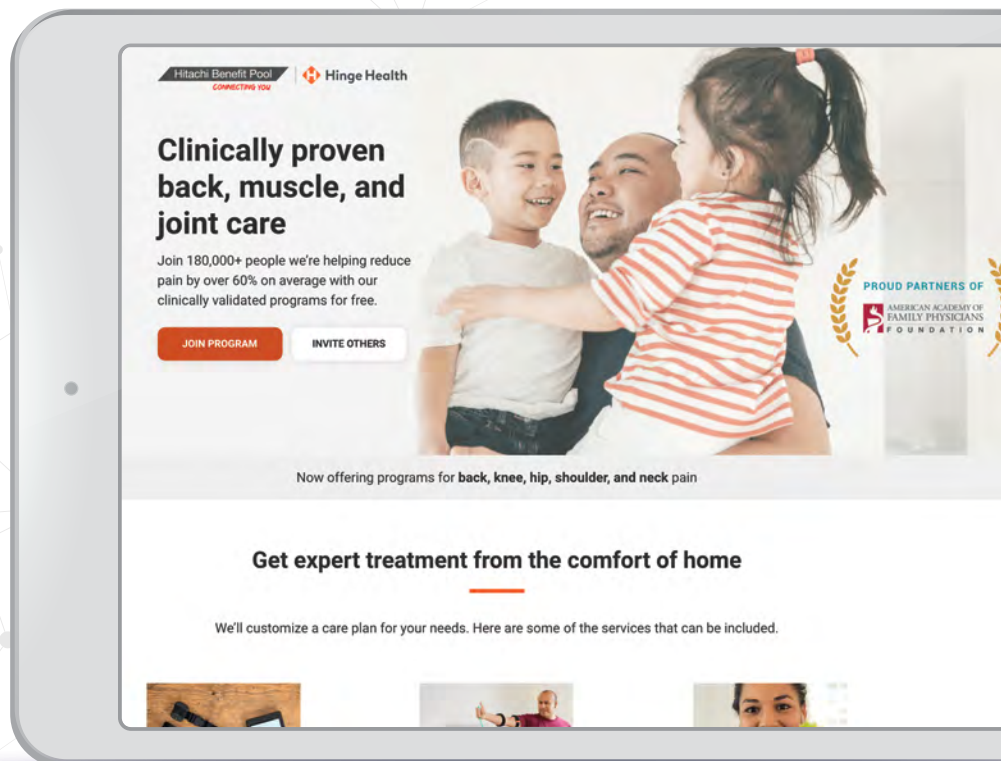 Hitachi Benefit Pool
CONNECTING YOU
Hinge Health
Clinically proven
back, muscle, and
joint care
Join 180,000+ people we're helping reduce
pain by over 60% on average with our
clinically validated programs for free.
JOIN PROGRAM
INVITE OTHERS
PROUD PARTNERS OF
AMERICAN ACADEMY OF
FAMILY PHYSICIANS
FOUNDATION
Now offering programs for back, knee, hip, shoulder, and neck pain
Get expert treatment from the comfort of home
We'll customize a care plan for your needs. Here are some of the services that can be included.